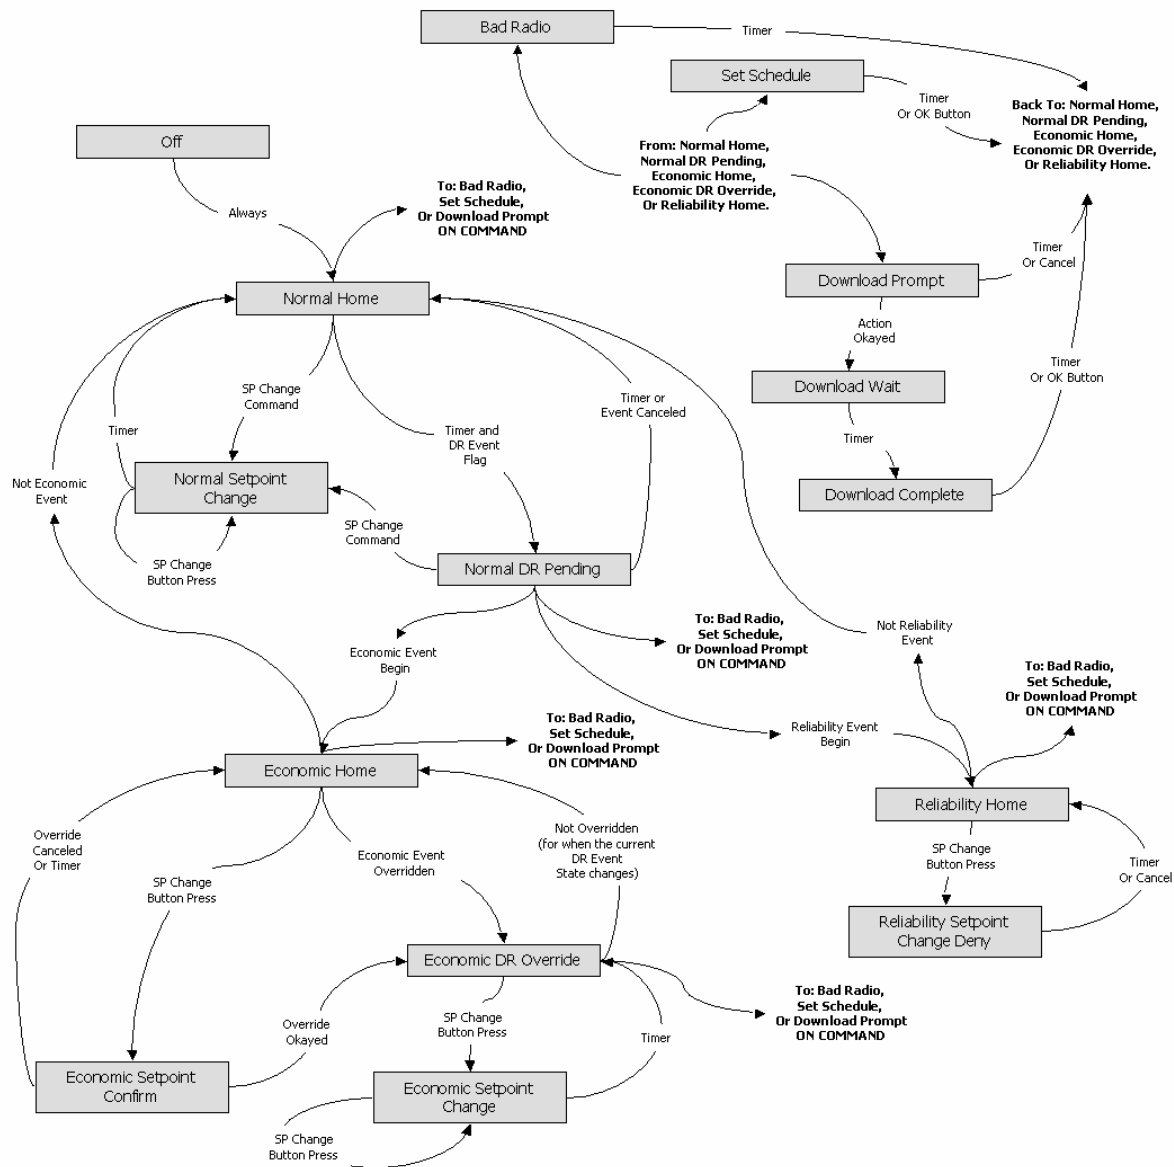 Bad Radio
Timer
Set Schedule
Timer
Or OK Button
Back To: Normal Home,
Normal DR Pending,
Economic Home,
Economic DR Override,
Or Reliability Home.
Off
From: Normal Home,
Normal DR Pending,
Economic Home,
Economic DR Override,
Or Reliability Home.
To: Bad Radio,
Set Schedule,
Or Download Prompt
ON COMMAND
Always
Timer
Or Cancel
Download Prompt
Normal Home
Action
Okayed
Timer
Or OK Button
Download Wait
SP Change
Command
Timer or
Event Canceled
Timer
Timer and
DR Event
Flag
Timer
Not Economic
Event
Normal Setpoint
Change
Download Complete
SP Change
Command
SP Change
Button Press
Normal DR Pending
To: Bad Radio,
Set Schedule,
Or Download Prompt
ON COMMAND
Not Reliability
Event
Economic Event
Begin
To: Bad Radio,
Set Schedule,
Or Download Prompt
ON COMMAND
To: Bad Radio,
Set Schedule,
Or Download Prompt
ON COMMAND
Reliability Event
Begin
Economic Home
Reliability Home
Override
Canceled
Or Timer
Not Overridden
(for when the current
DR Event
State changes)
Economic Event
Overridden
SP Change
Button Press
SP Change
Button Press
Timer
Or Cancel
Reliability Setpoint
Change Deny
Economic DR Override
To: Bad Radio,
Set Schedule,
Or Download Prompt
ON COMMAND
Override
Okayed
SP Change
Button Press
Timer
Economic Setpoint
Confirm
Economic Setpoint
Change
SP Change
Button Press